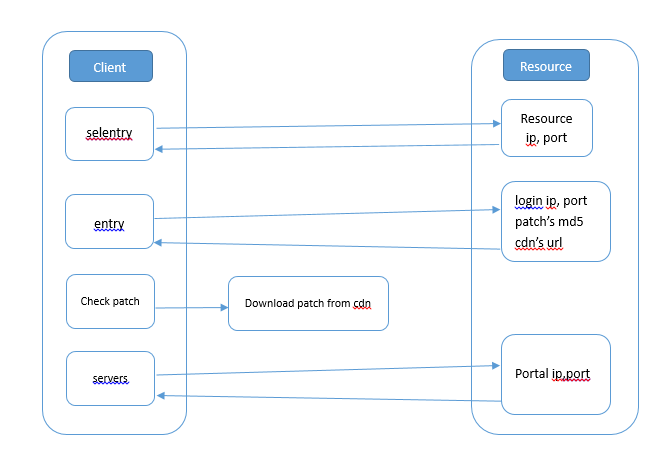 Client
Resource
selentry
Resource
ip, port
entry
login ip, port
patch's md5
cdn's url
Check patch
Download patch from cdn
servers
Portal ip,port